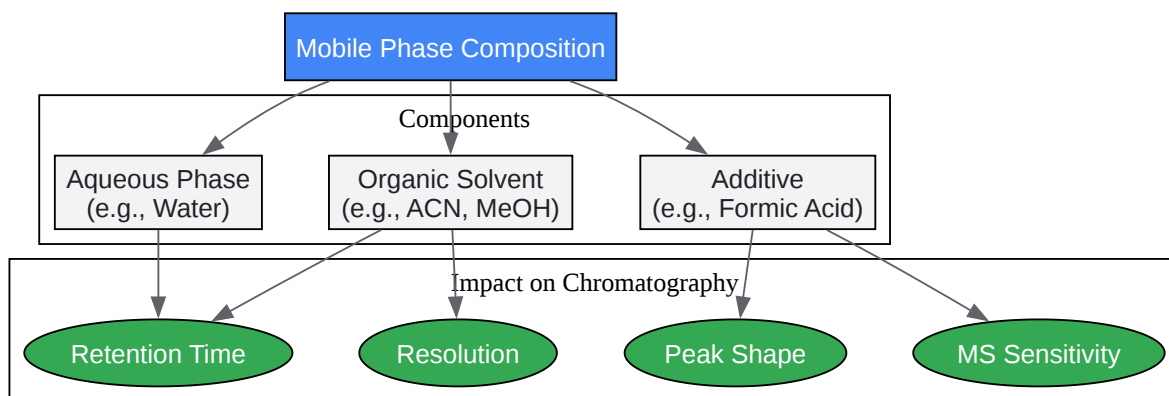 Mobile Phase Composition
Components
Aqueous Phase
(e.g., Water)
Organic Solvent
(e.g., ACN, MeOH)
Additive
(e.g., Formic Acid)
Impact on Chromatography
Retention Time
Resolution
Peak Shape
MS Sensitivity